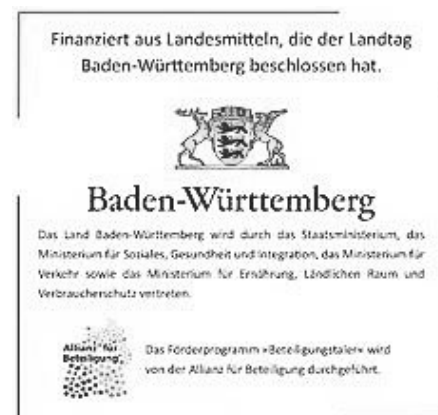 Finanziert aus Landesmitteln, die der Landtag
Baden-Württemberg beschlossen hat.
Baden-Württemberg
Das Land Baden-Württemberg wird durch das Staatsministerium, das
Ministerium für Soziales, Gesundheit und Integration, das Ministerium für
Verkehr sowie das Ministerium für Ernährung, Ländlichen Raum und
Verbraucherschutz vertreten.
Allianz für
Beteiligung
Das Förderprogramm »Beteiligungstaler« wird
von der Allianz für Beteiligung durchgeführt.